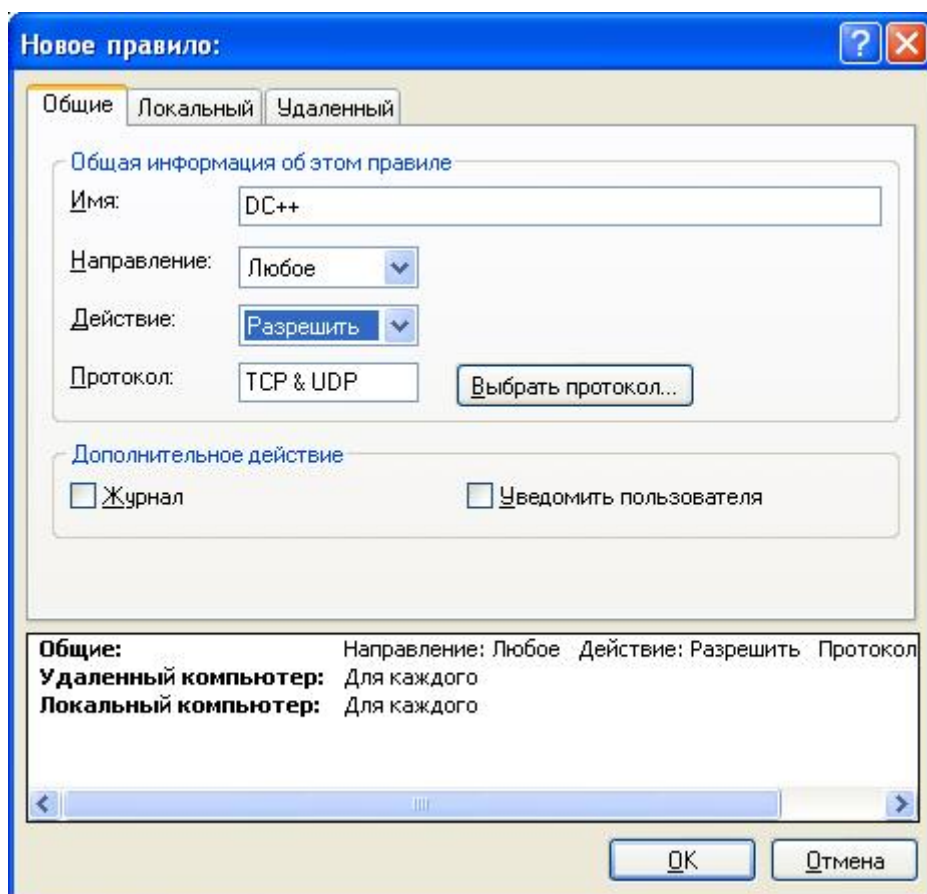 Новое правило:
Общие Локальный Удаленный
Общая информация об этом правиле
Имя: DC++
Направление: Любое
Действие: Разрешить
Протокол: TCP & UDP Выбрать протокол...
Дополнительное действие
Журнал Уведомить пользователя
Общие: Направление: Любое Действие: Разрешить Протокол
Удаленный компьютер: Для каждого
Локальный компьютер: Для каждого
OK Отмена